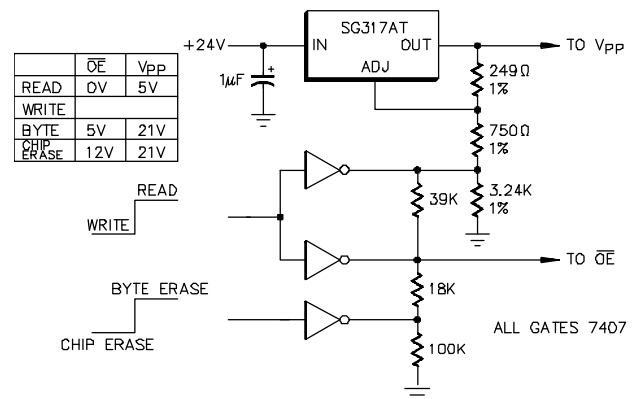 SG317AT
+24V IN OUT TO VPP
ADJ
1µF +
249Ω
1%
750Ω
1%
3.24K
1%
OE VPP
READ 0V 5V
WRITE
BYTE 5V 21V
CHIP ERASE 12V 21V
READ
WRITE
39K
TO OE
BYTE ERASE
CHIP ERASE
18K
100K
ALL GATES 7407